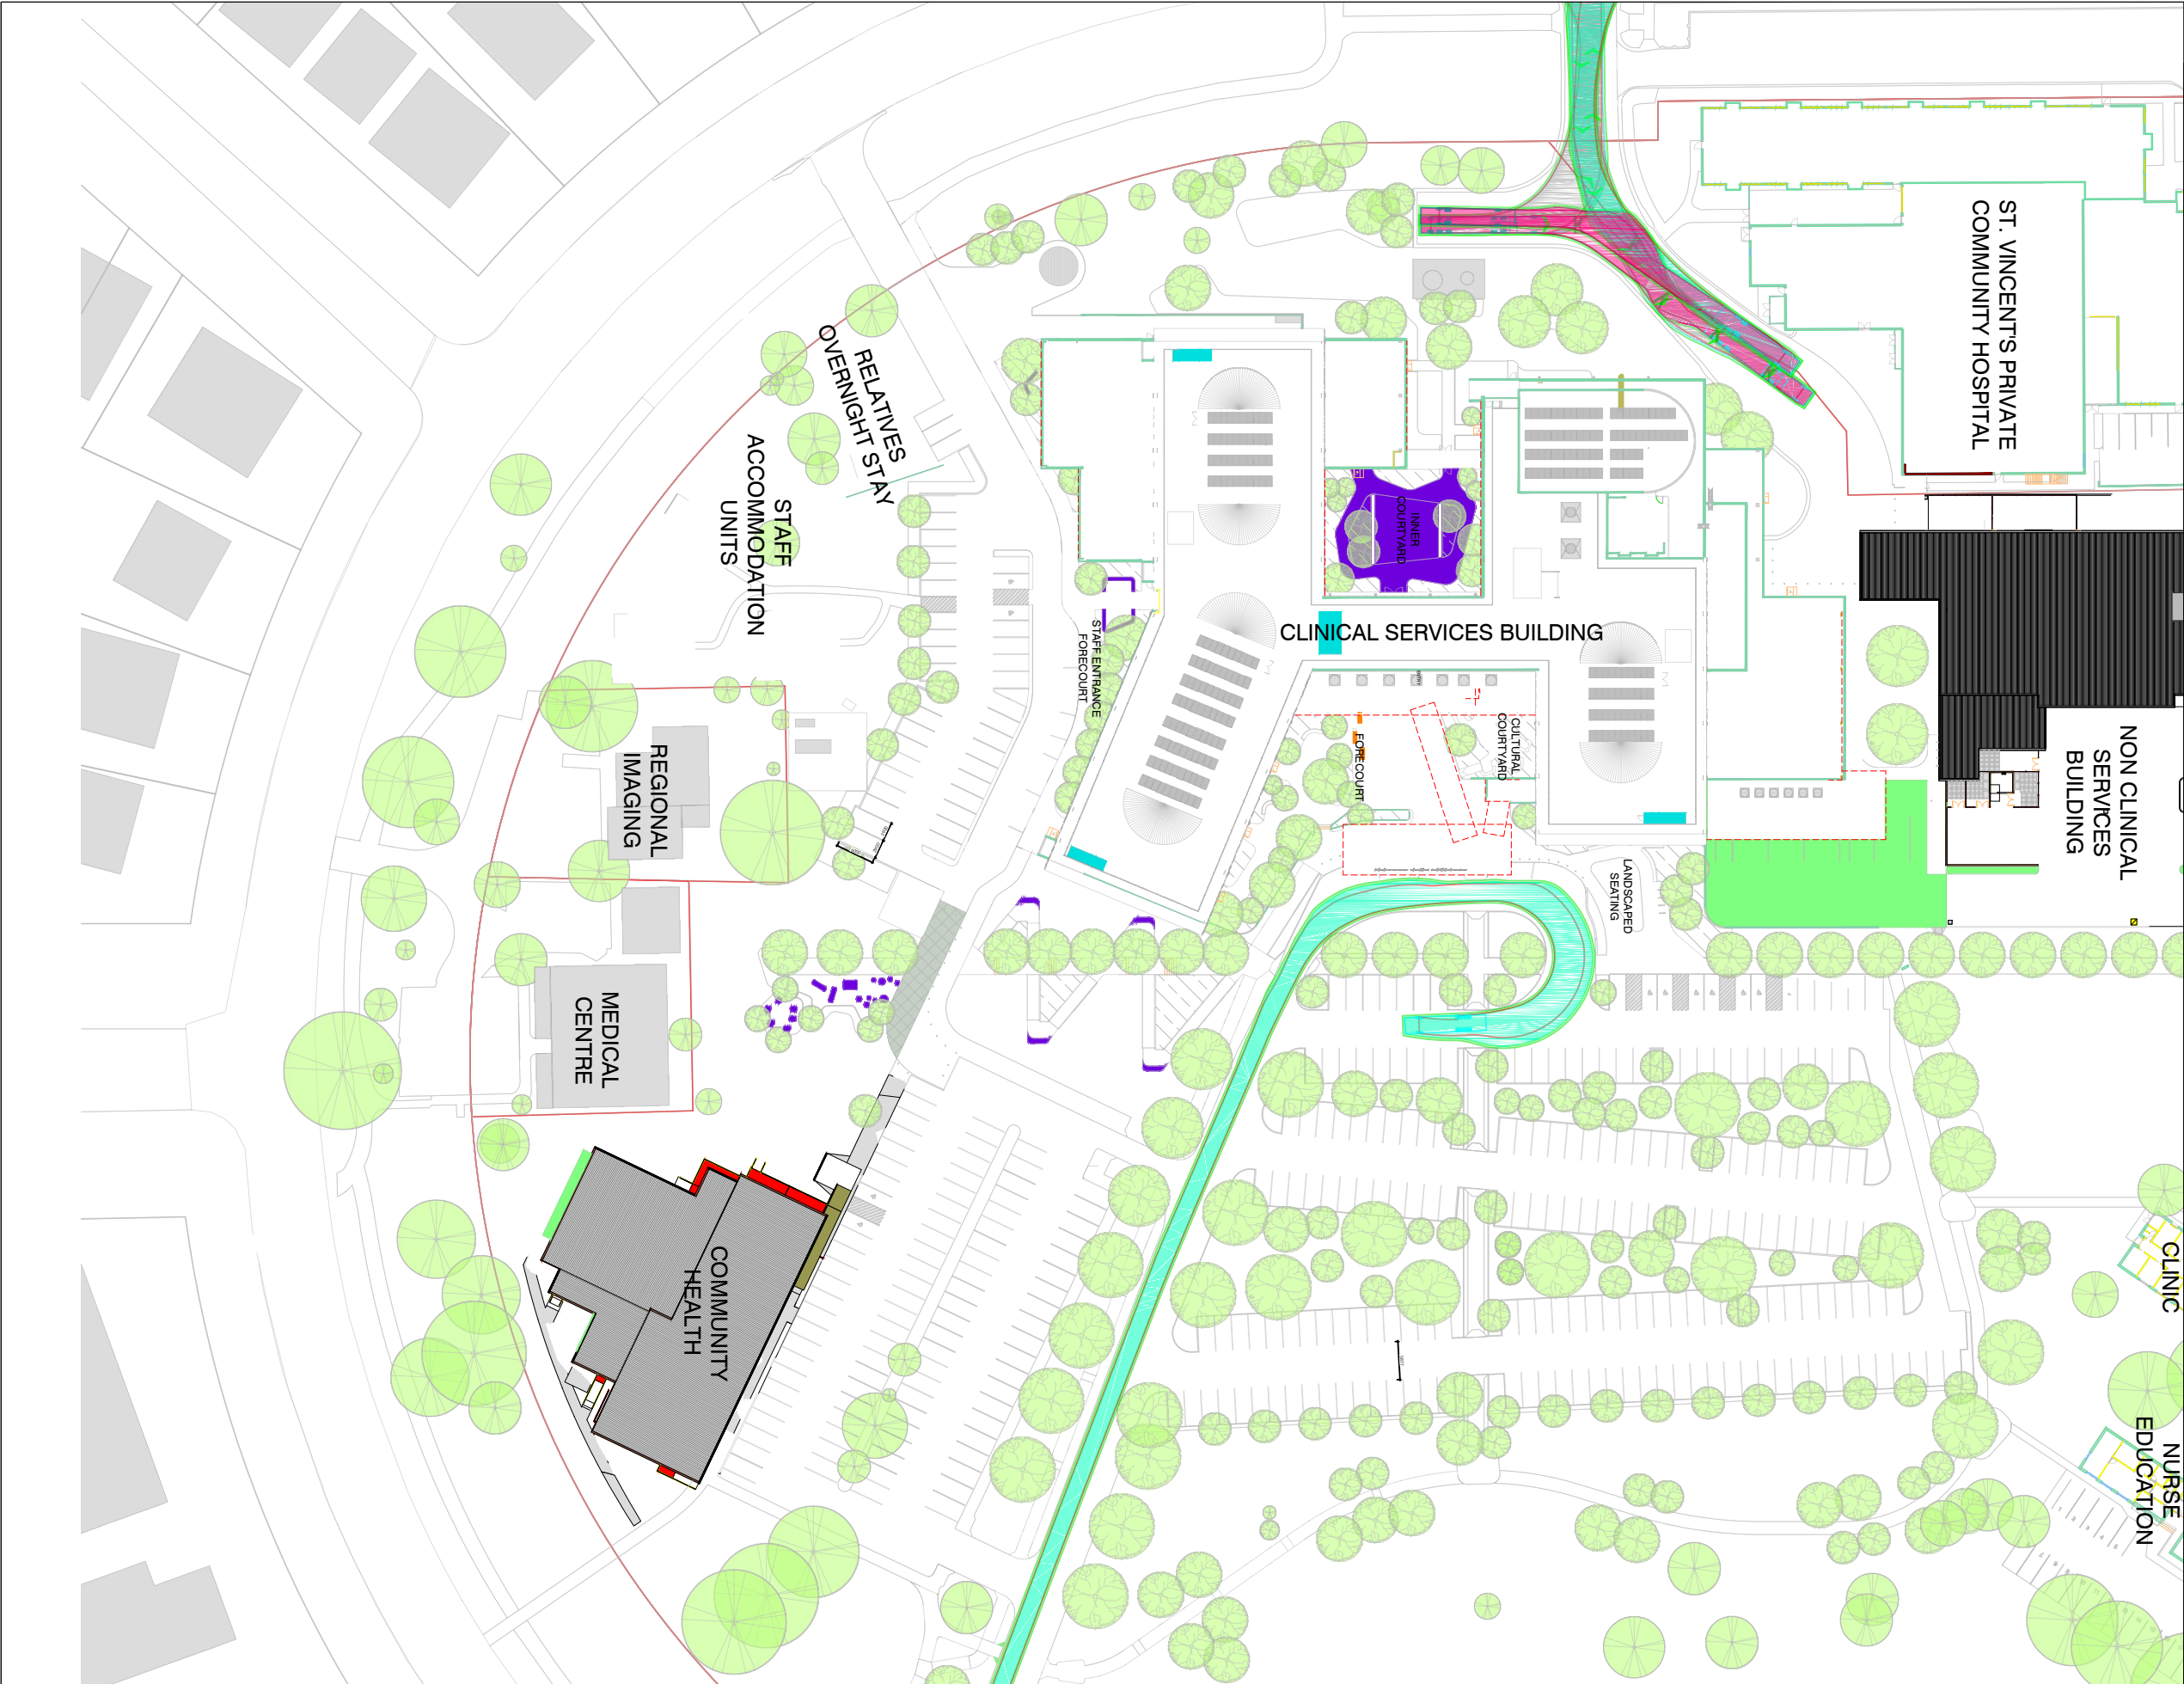 ST. VINCENT'S PRIVATE
COMMUNITY HOSPITAL
RELATIVES
OVERNIGHT STAY
STAFF
ACCOMMODATION
UNITS
INNER
COURTYARD
CLINICAL SERVICES BUILDING
STAFF ENTRANCE
FORECOURT
CULTURAL
COURTYARD
FORECOURT
NON CLINICAL
SERVICES
BUILDING
REGIONAL
IMAGING
LANDSCAPED
SEATING
MEDICAL
CENTRE
COMMUNITY
HEALTH
CLINIC
NURSE
EDUCATION